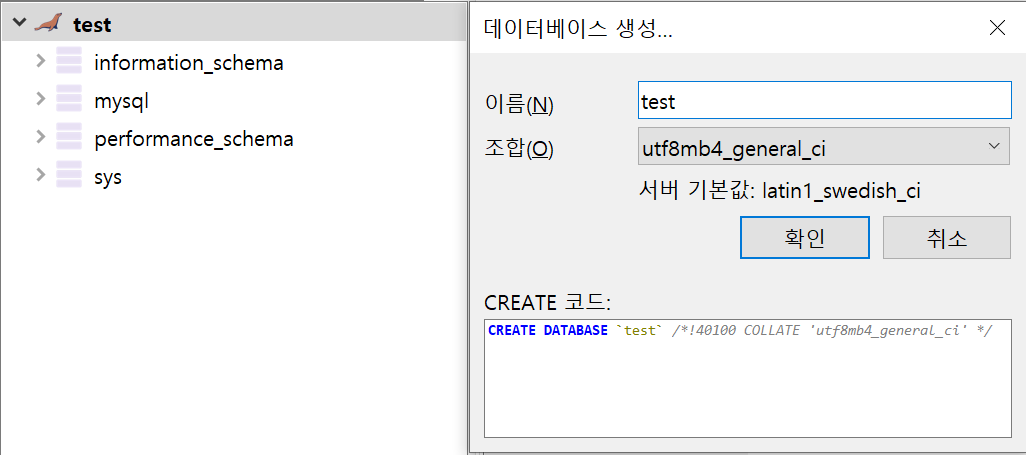 test
information_schema
mysql
performance_schema
sys
데이터베이스 생성...
이름(N)
test
조합(O)
utf8mb4_general_ci
서버 기본값: latin1_swedish_ci
확인
취소
CREATE 코드:
CREATE DATABASE `test` /*!40100 COLLATE 'utf8mb4_general_ci' */